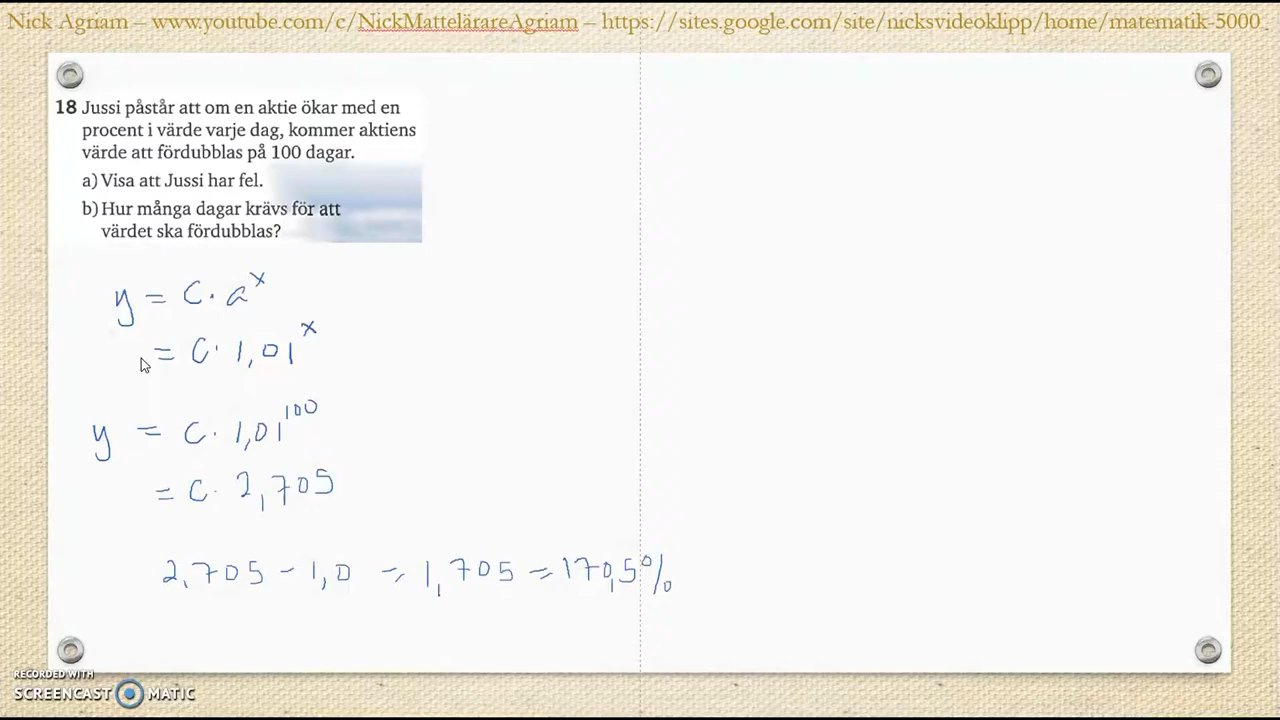 Nick Agriam – www.youtube.com/c/NickMattelärareAgriam – https://sites.google.com/site/nicksvideoklipp/home/matematik-5000
18 Jussi påstår att om en aktie ökar med en
procent i värde varje dag, kommer aktiens
värde att fördubblas på 100 dagar.
a) Visa att Jussi har fel.
b) Hur många dagar krävs för att
värdet ska fördubblas?
y = C · a^x
= C · 1,01^x
y = C · 1,01^100
= C · 2,705
2,705 - 1,0 = 1,705 = 170,5%
RECORDED WITH
SCREENCAST MATIC